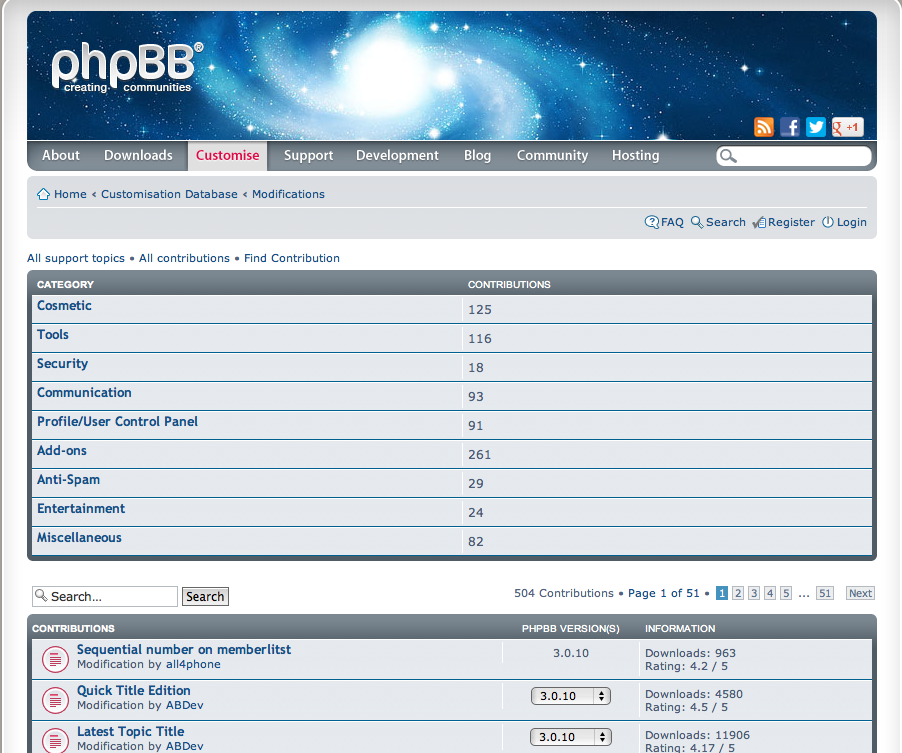 phpBB®
creating communities
g +1
About Downloads Customise Support Development Blog Community Hosting
Home ‹ Customisation Database ‹ Modifications
FAQ Search Register Login
All support topics • All contributions • Find Contribution
CATEGORY CONTRIBUTIONS
Cosmetic 125
Tools 116
Security 18
Communication 93
Profile/User Control Panel 91
Add-ons 261
Anti-Spam 29
Entertainment 24
Miscellaneous 82
Search... Search 504 Contributions • Page 1 of 51 • 1 2 3 4 5 ... 51 Next
CONTRIBUTIONS PHPBB VERSION(S) INFORMATION
Sequential number on memberlitst 3.0.10 Downloads: 963
Modification by all4phone Rating: 4.2 / 5
Quick Title Edition 3.0.10 Downloads: 4580
Modification by ABDev Rating: 4.5 / 5
Latest Topic Title 3.0.10 Downloads: 11906
Modification by ABDev Rating: 4.17 / 5